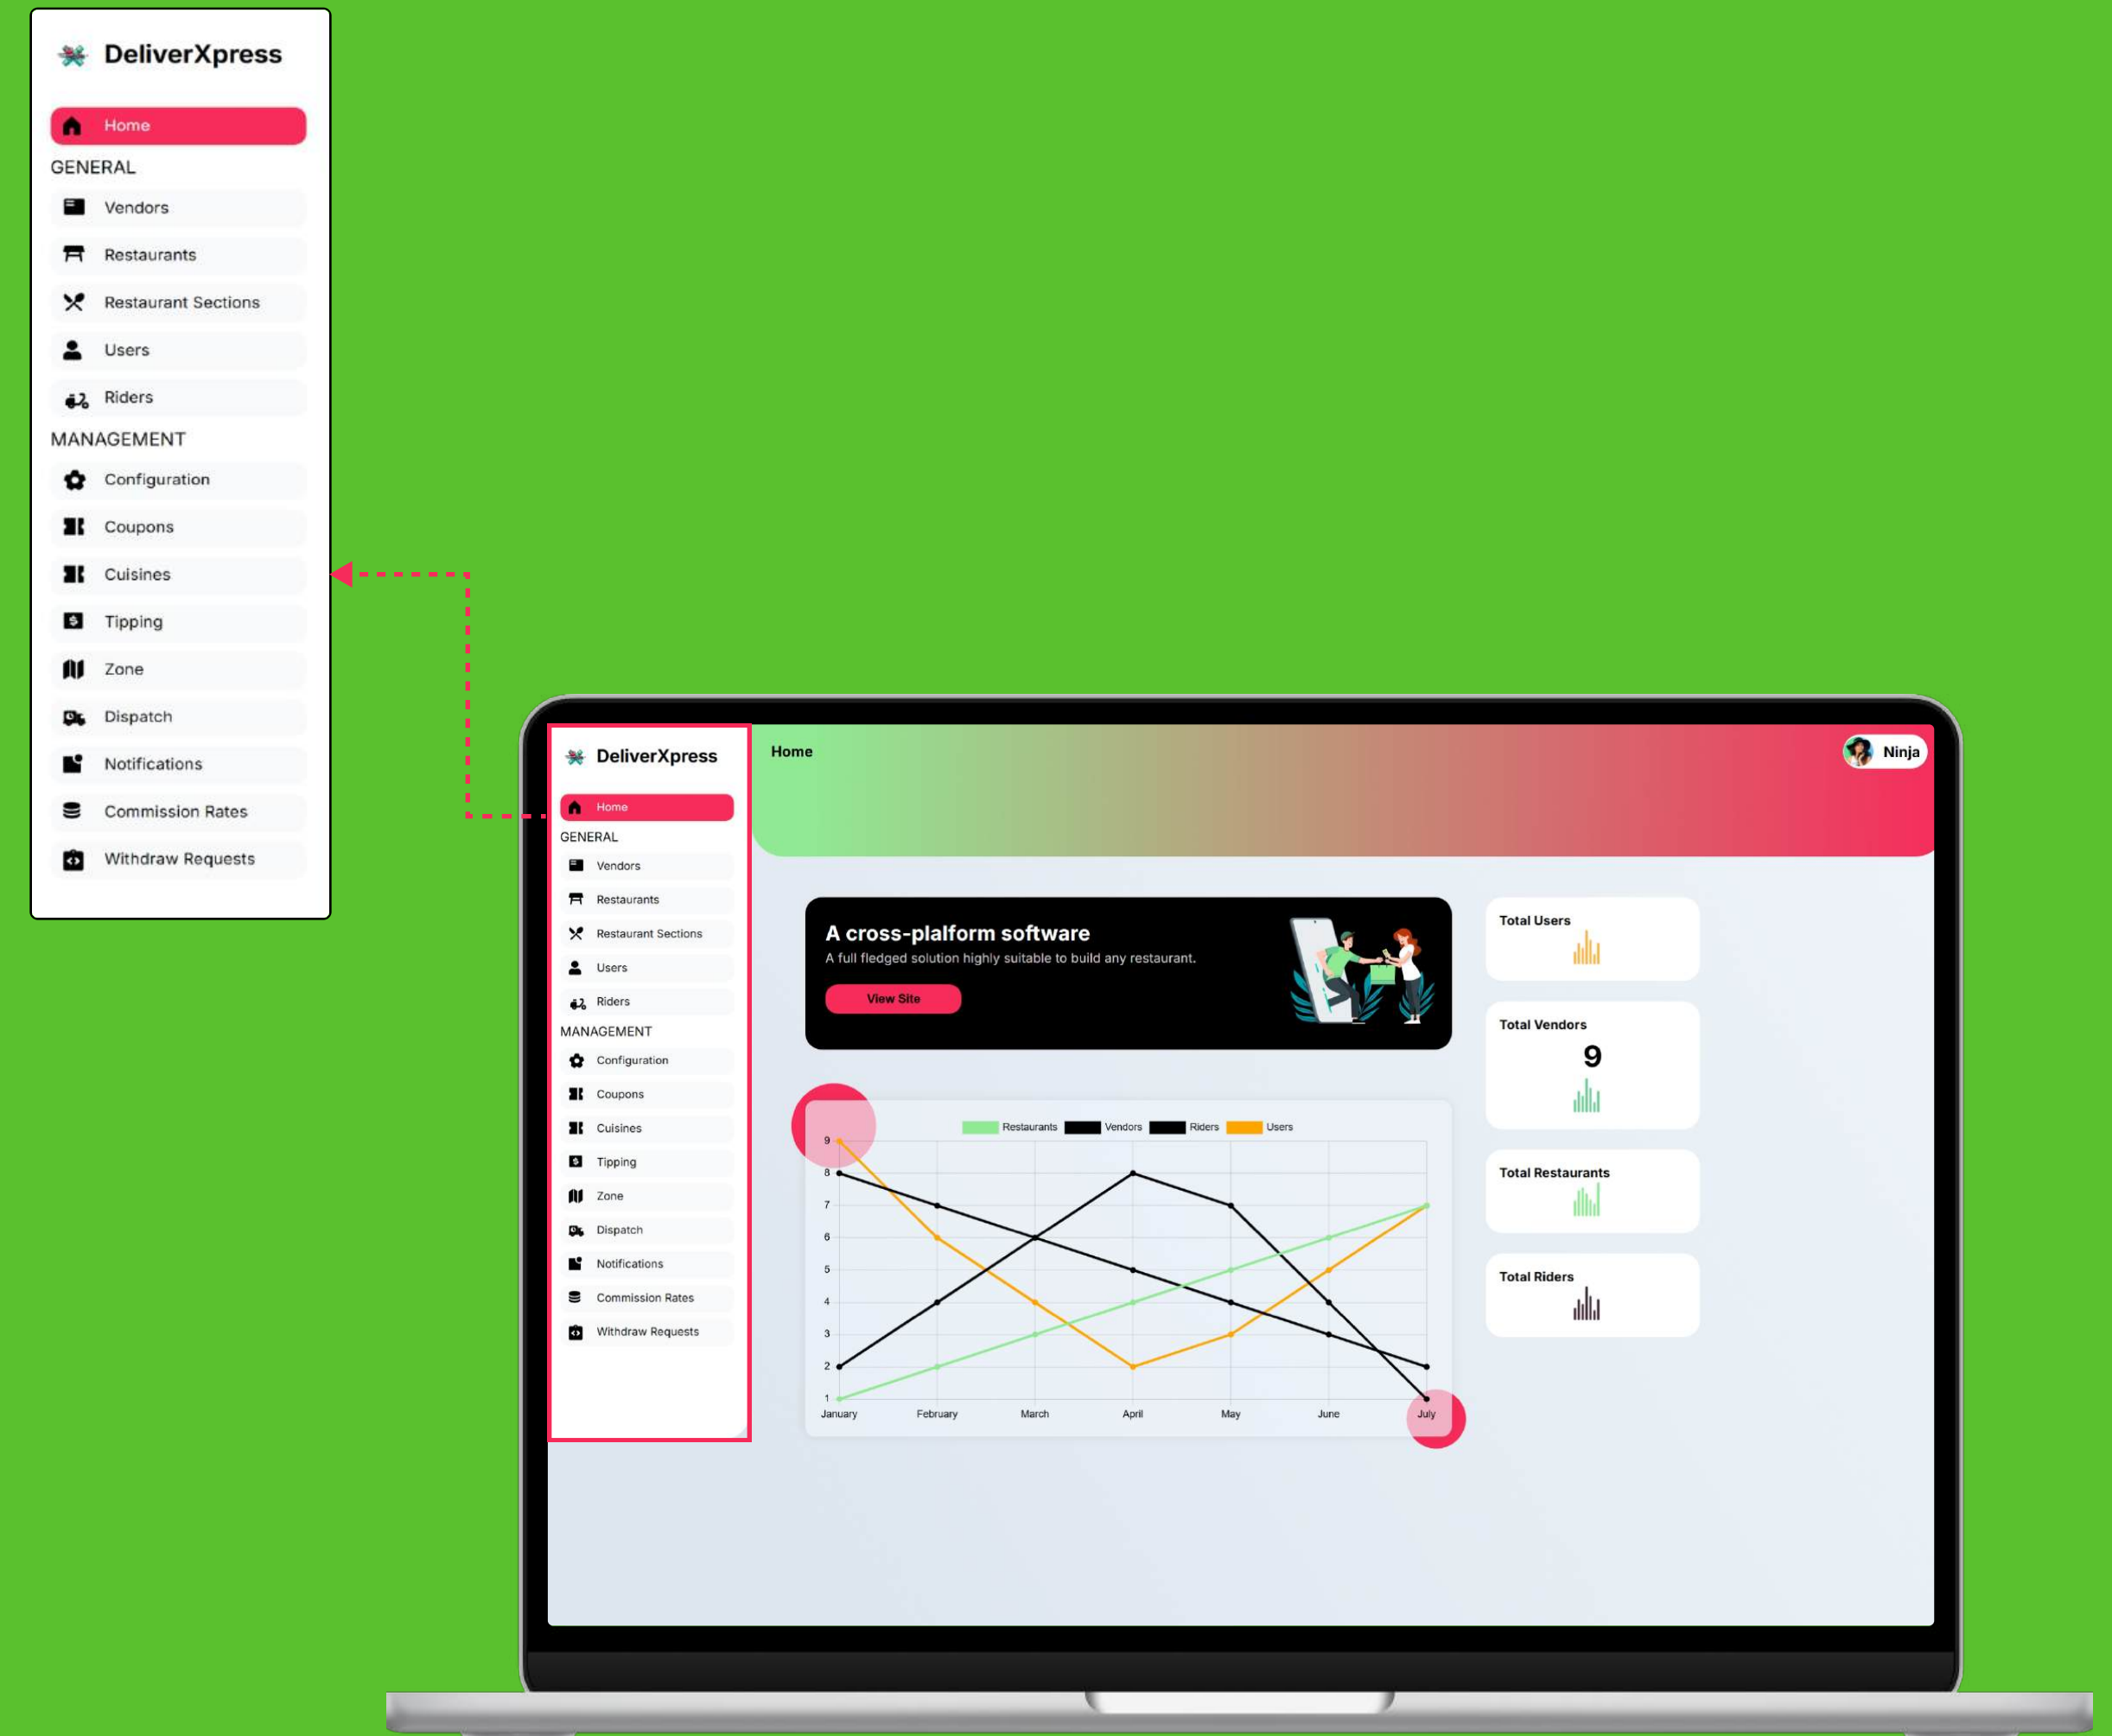 DeliverXpress
Home
GENERAL
Vendors
Restaurants
Restaurant Sections
Users
Riders
MANAGEMENT
Configuration
Coupons
Cuisines
Tipping
Zone
Dispatch
Notifications
Commission Rates
Withdraw Requests
DeliverXpress
Home
GENERAL
Vendors
Restaurants
Restaurant Sections
Users
Riders
MANAGEMENT
Configuration
Coupons
Cuisines
Tipping
Zone
Dispatch
Notifications
Commission Rates
Withdraw Requests
Home
Ninja
A cross-plalform software
A full fledged solution highly suitable to build any restaurant.
View Site
Restaurants Vendors Riders Users
9
8
7
6
5
4
3
2
1
January February March April May June July
Total Users
Total Vendors
9
Total Restaurants
Total Riders